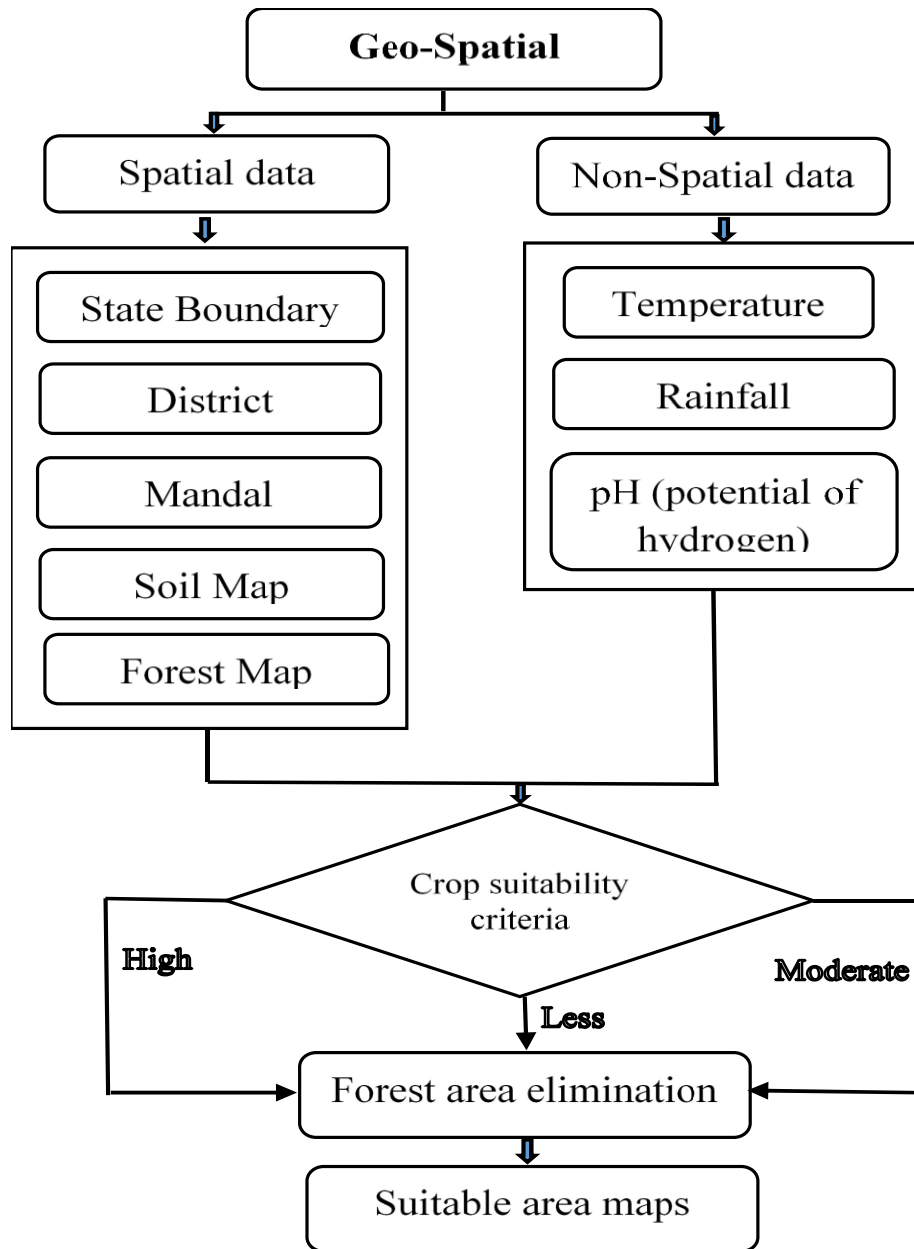 Geo-Spatial
Spatial data
Non-Spatial data
State Boundary
District
Mandal
Soil Map
Forest Map
Temperature
Rainfall
pH (potential of
hydrogen)
Crop suitability
criteria
High
Moderate
Less
Forest area elimination
Suitable area maps